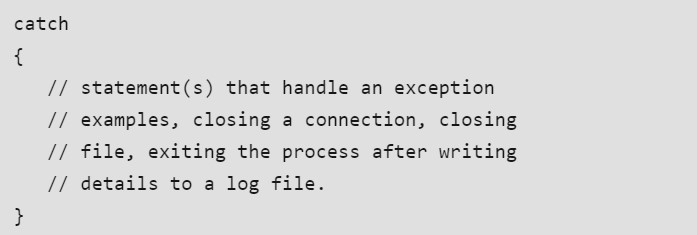 catch
{
   // statement(s) that handle an exception
   // examples, closing a connection, closing
   // file, exiting the process after writing
   // details to a log file.
}